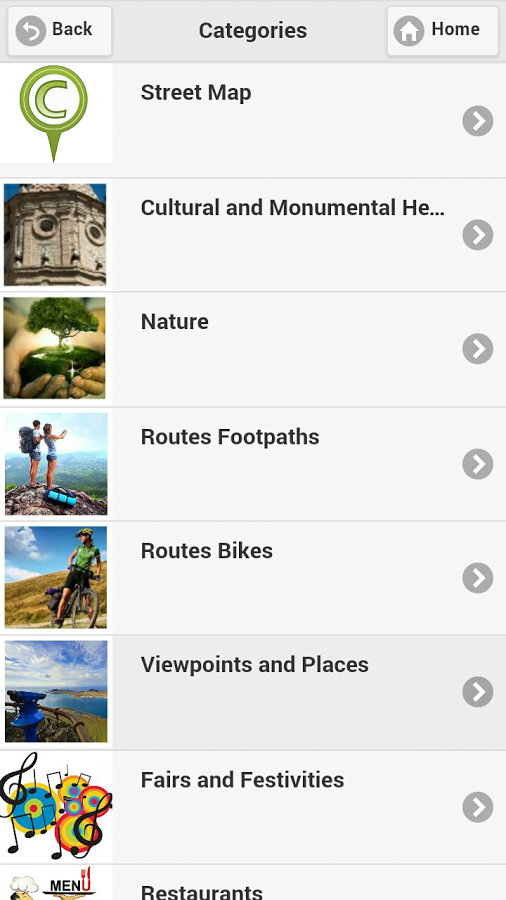 Back
Categories
Home
C
Street Map
Cultural and Monumental He...
Nature
Routes Footpaths
Routes Bikes
Viewpoints and Places
Fairs and Festivities
MENU
Restaurants